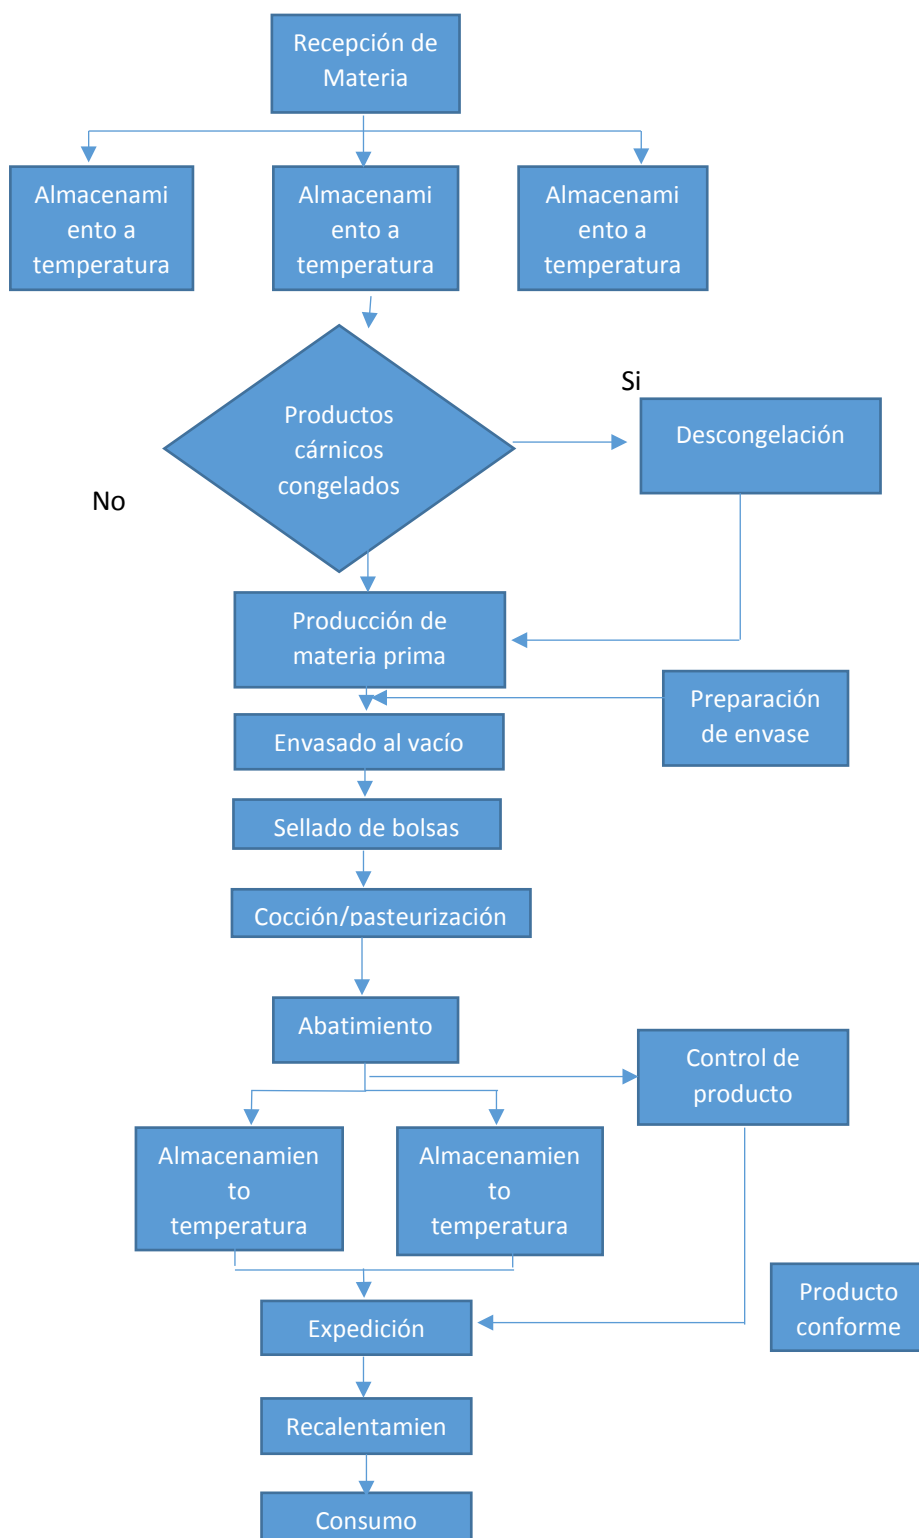 Recepción de
Materia
Almacenami
ento a
temperatura
Almacenami
ento a
temperatura
Almacenami
ento a
temperatura
Productos
cárnicos
congelados
Si
Descongelación
No
Producción de
materia prima
Preparación
de envase
Envasado al vacío
Sellado de bolsas
Cocción/pasteurización
Abatimiento
Control de
producto
Almacenamien
to
temperatura
Almacenamien
to
temperatura
Producto
conforme
Expedición
Recalentamien
Consumo